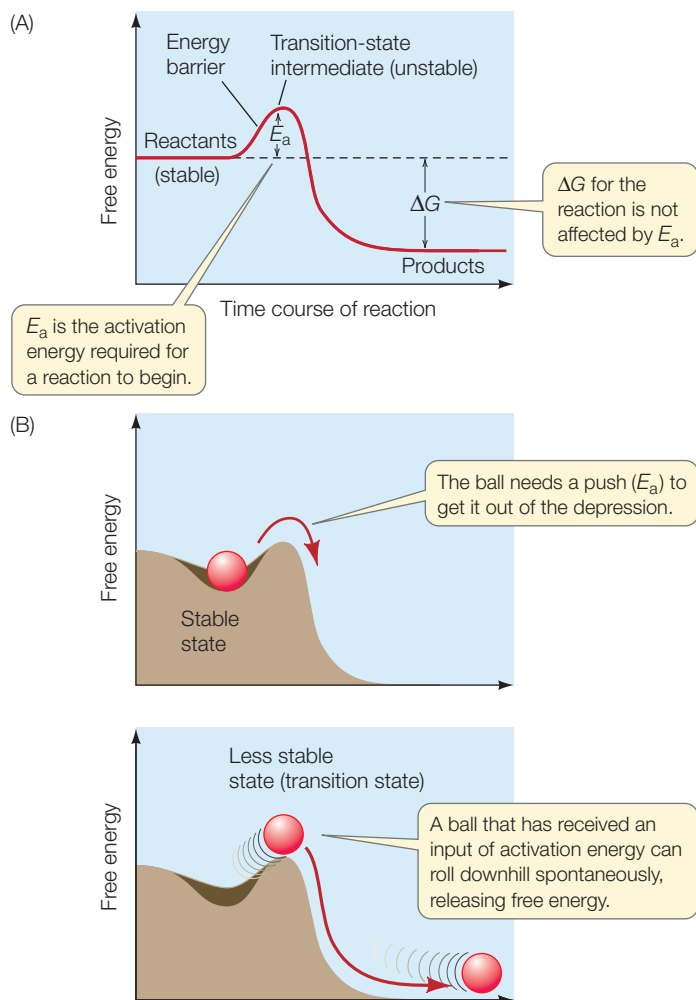 (A)
Energy
barrier
Transition-state
intermediate (unstable)
Reactants
(stable)
Eₐ
ΔG
Products
Free energy
Time course of reaction
ΔG for the
reaction is not
affected by Eₐ.
Eₐ is the activation
energy required for
a reaction to begin.
(B)
Free energy
Stable
state
The ball needs a push (Eₐ) to
get it out of the depression.
Free energy
Less stable
state (transition state)
A ball that has received an
input of activation energy can
roll downhill spontaneously,
releasing free energy.